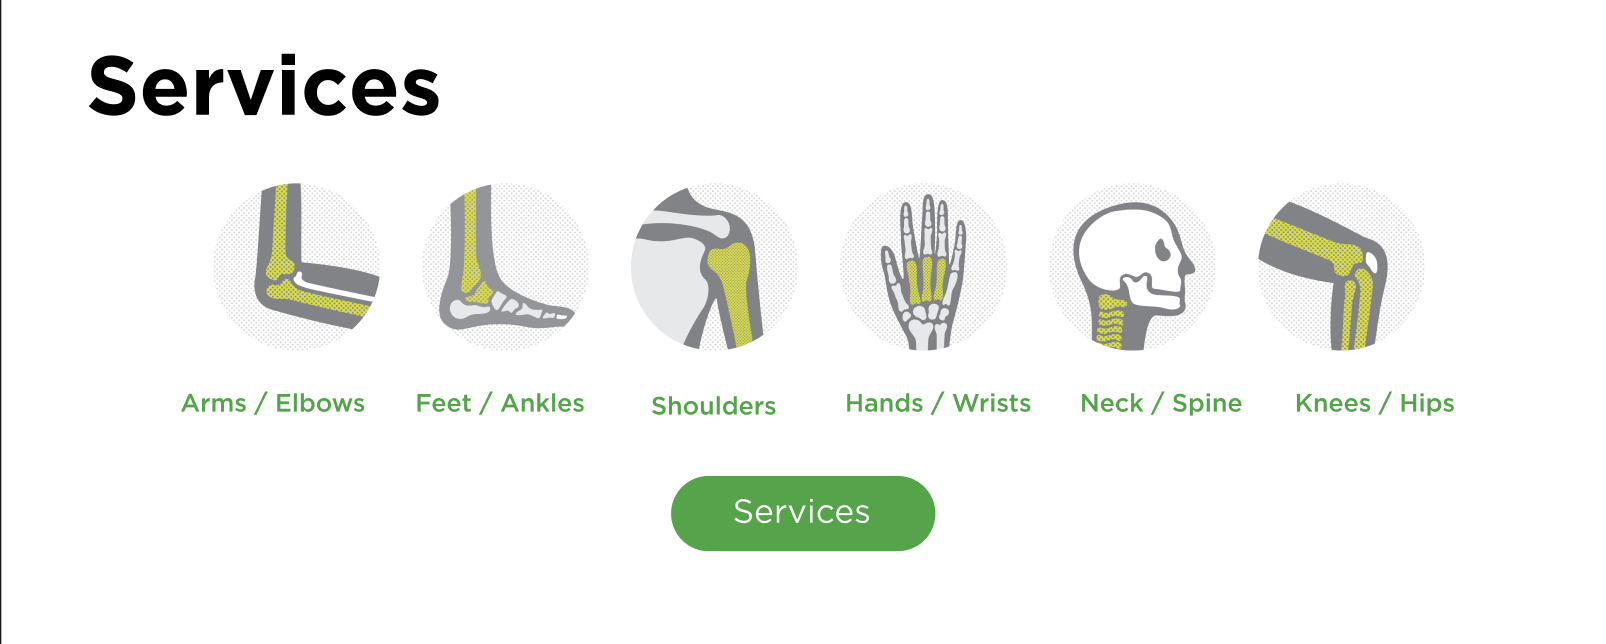 Services
Arms / Elbows
Feet / Ankles
Shoulders
Hands / Wrists
Neck / Spine
Knees / Hips
Services